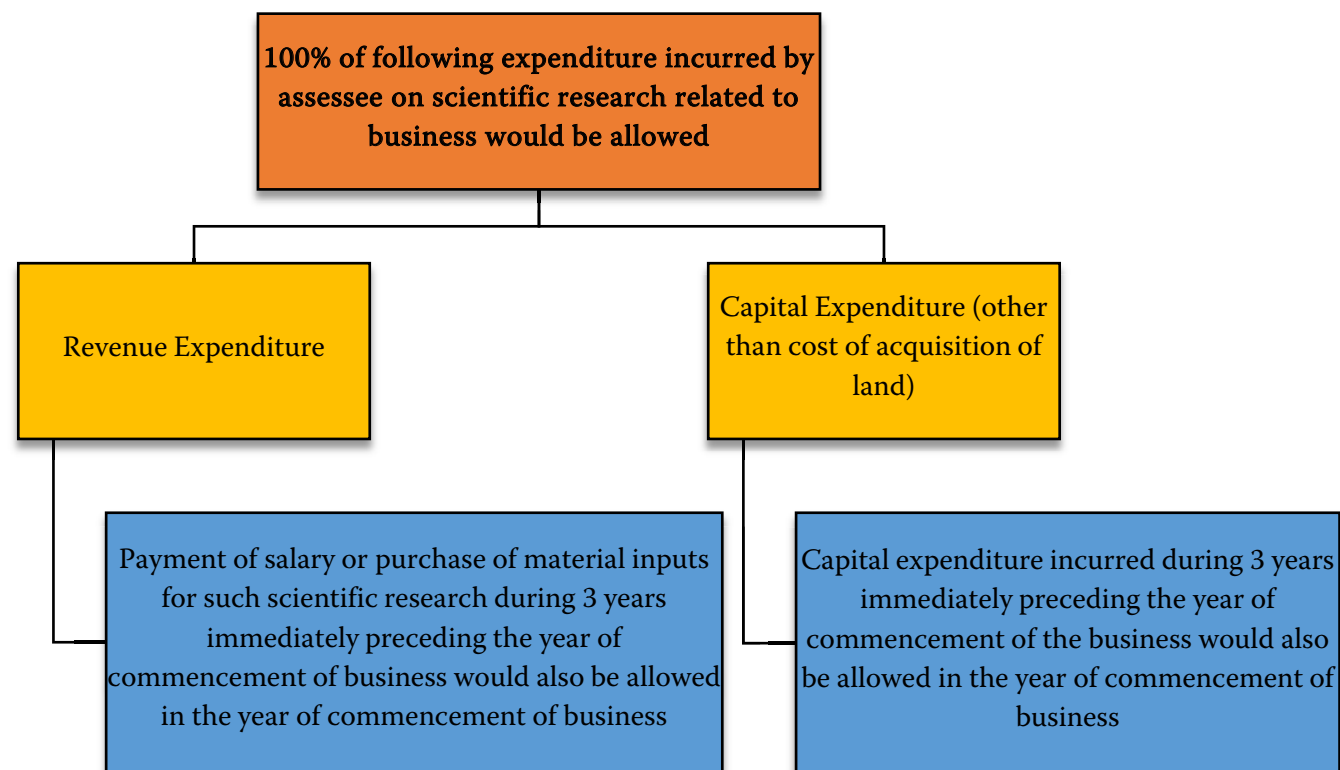 100% of following expenditure incurred by
assessee on scientific research related to
business would be allowed
Revenue Expenditure
Capital Expenditure (other
than cost of acquisition of
land)
Payment of salary or purchase of material inputs
for such scientific research during 3 years
immediately preceding the year of
commencement of business would also be allowed
in the year of commencement of business
Capital expenditure incurred during 3 years
immediately preceding the year of
commencement of the business would also
be allowed in the year of commencement of
business